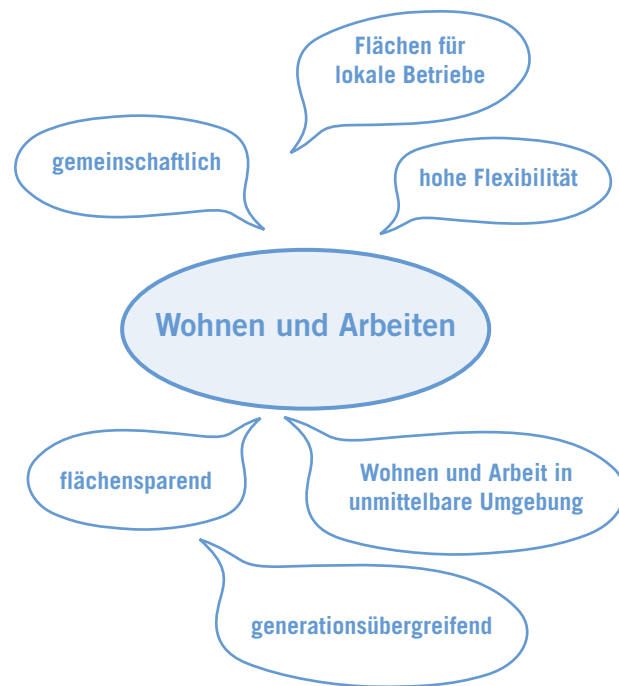 Flächen für
lokale Betriebe
gemeinschaftlich
hohe Flexibilität
Wohnen und Arbeiten
flächensparend
Wohnen und Arbeit in
unmittelbare Umgebung
generationsübergreifend